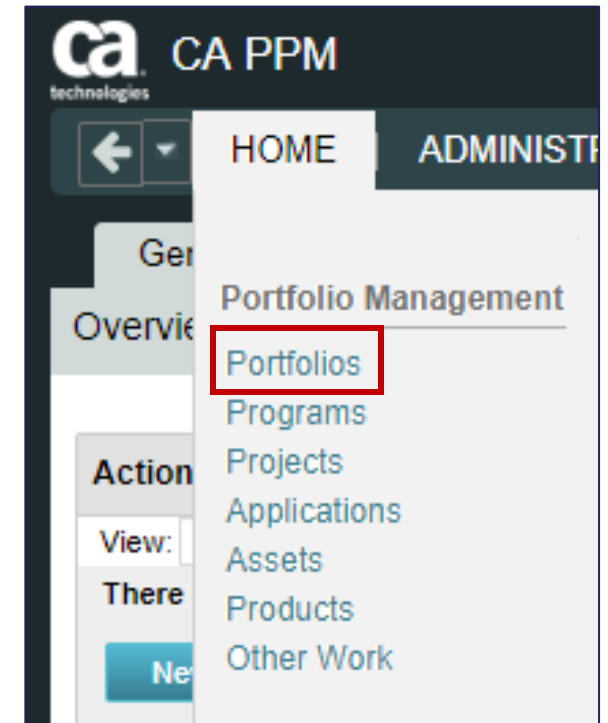 ca
technologies
CA PPM
HOME
ADMINISTR
Gen
Overvie
Portfolio Management
Portfolios
Programs
Projects
Applications
Assets
Products
Other Work
Action
View:
There
Ne